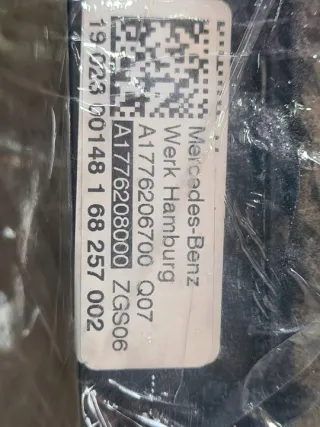 Mercedes-Benz
Werk Hamburg
A1776206700 Q07
A1776208000 ZGS06
19 023 00148 1 68 257 002